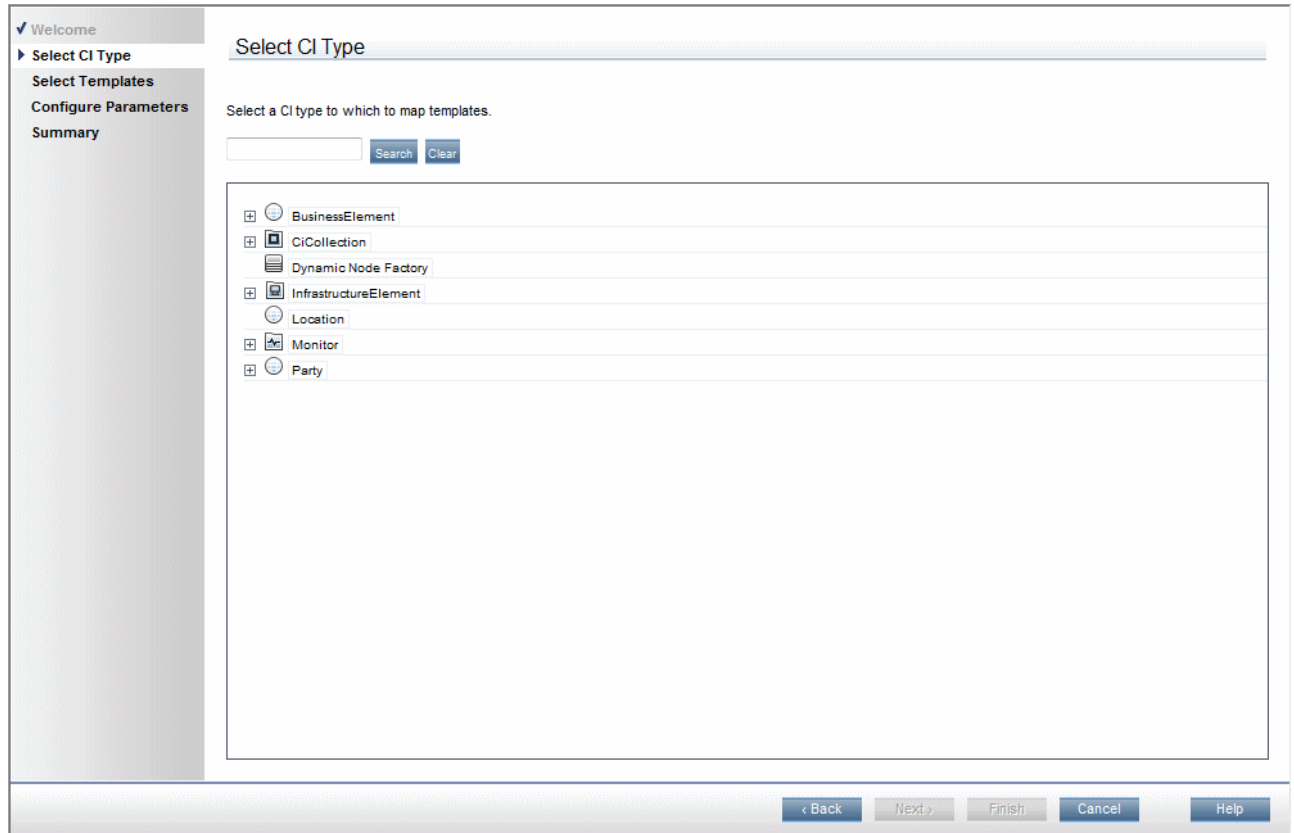 Welcome
Select CI Type
Select Templates
Configure Parameters
Summary
Select CI Type
Select a CI type to which to map templates.
Search Clear
BusinessElement
CiCollection
Dynamic Node Factory
InfrastructureElement
Location
Monitor
Party
‹ Back Next › Finish Cancel Help